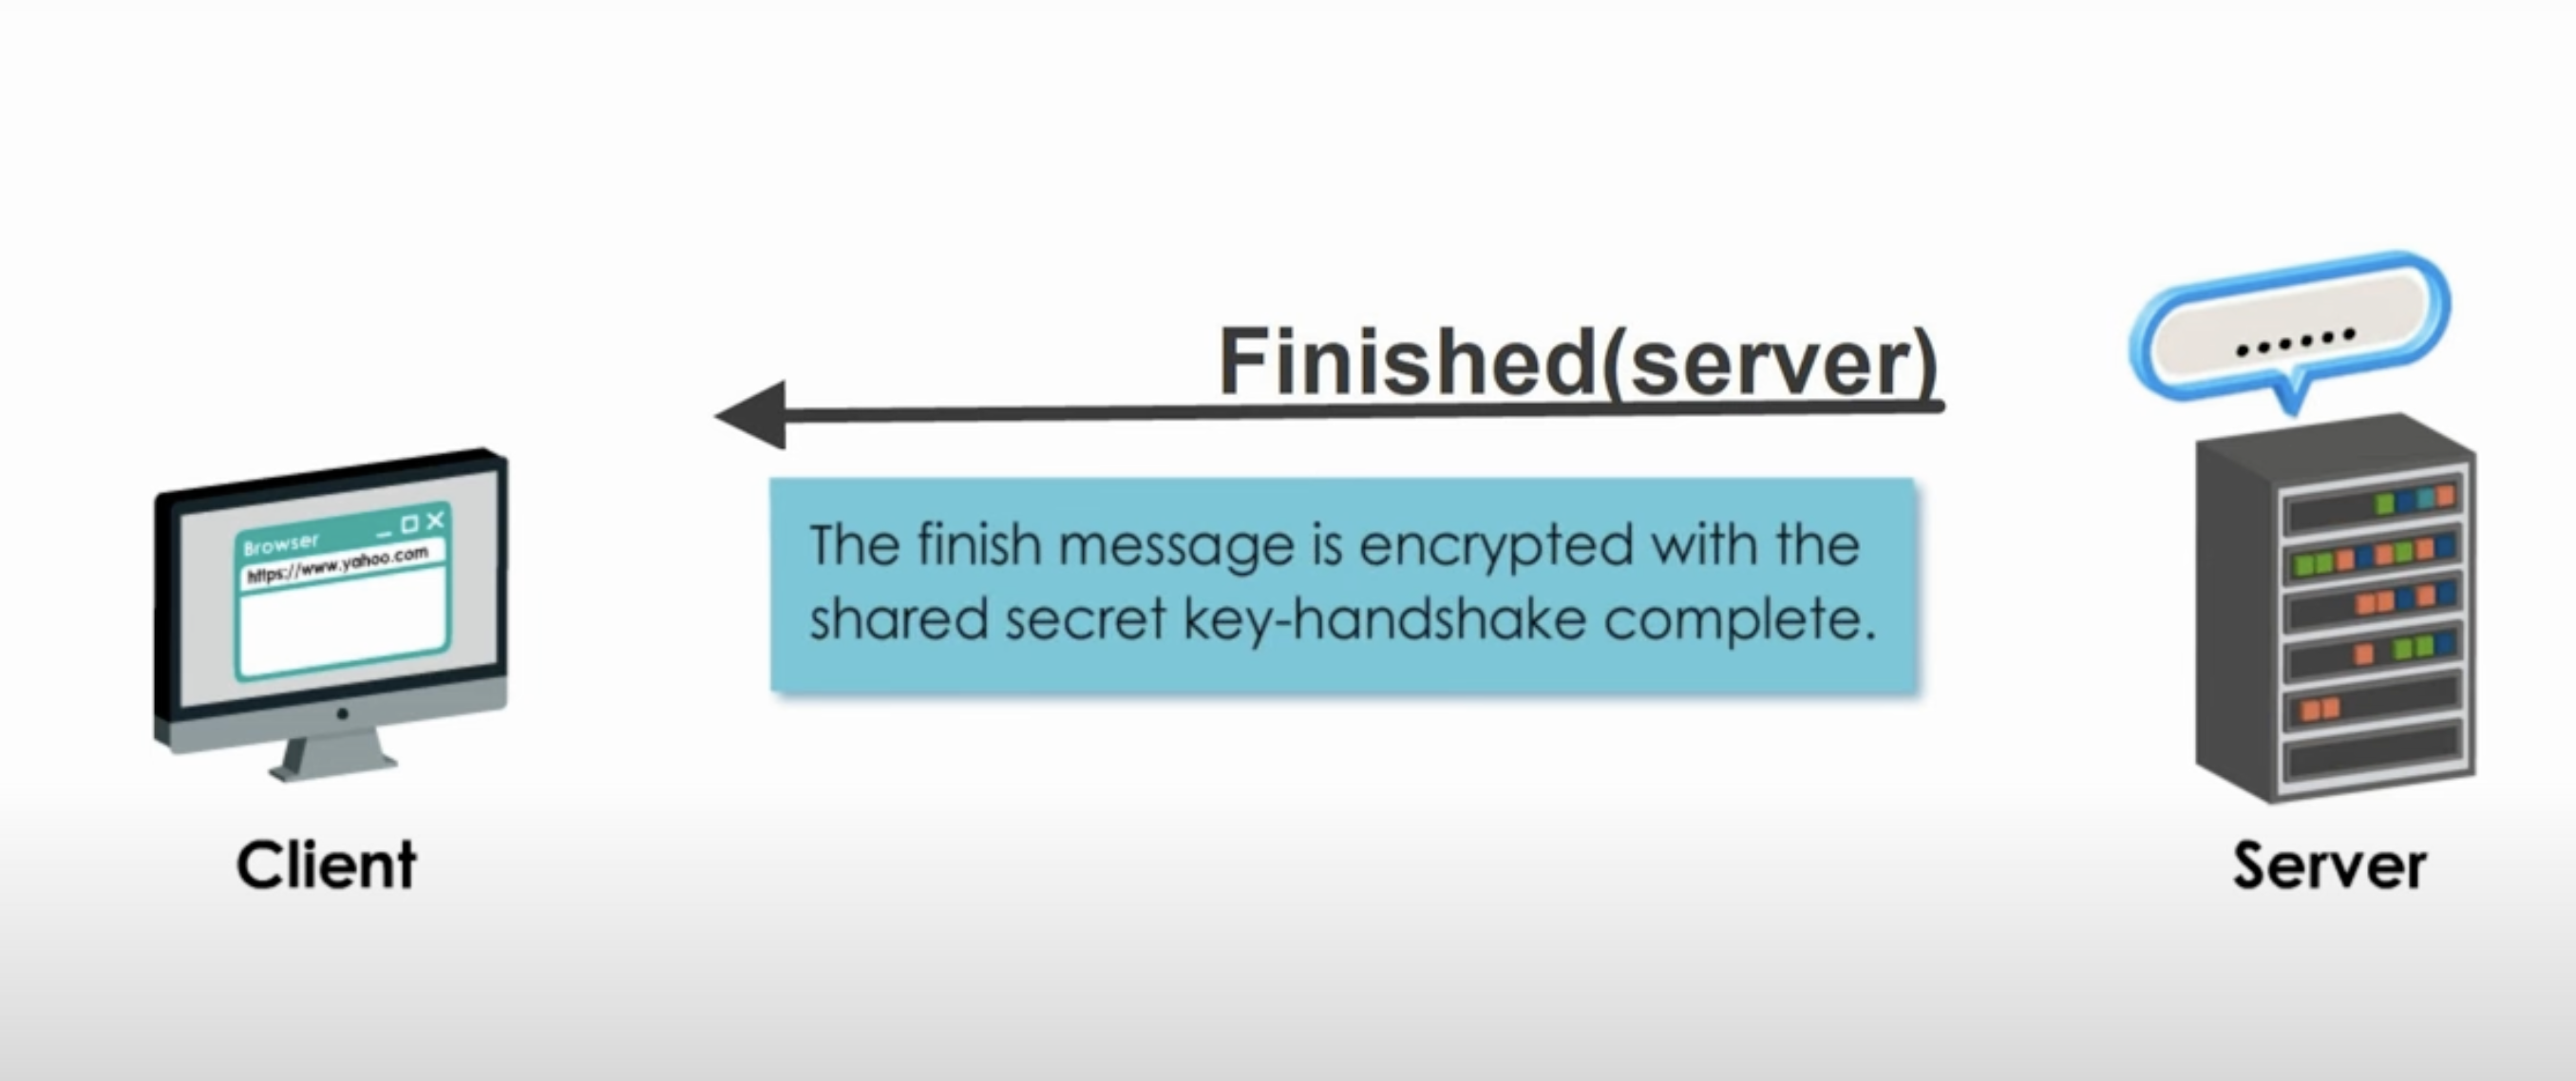 Finished(server)
Browser
https://www.yahoo.com
The finish message is encrypted with the
shared secret key-handshake complete.
Client
Server